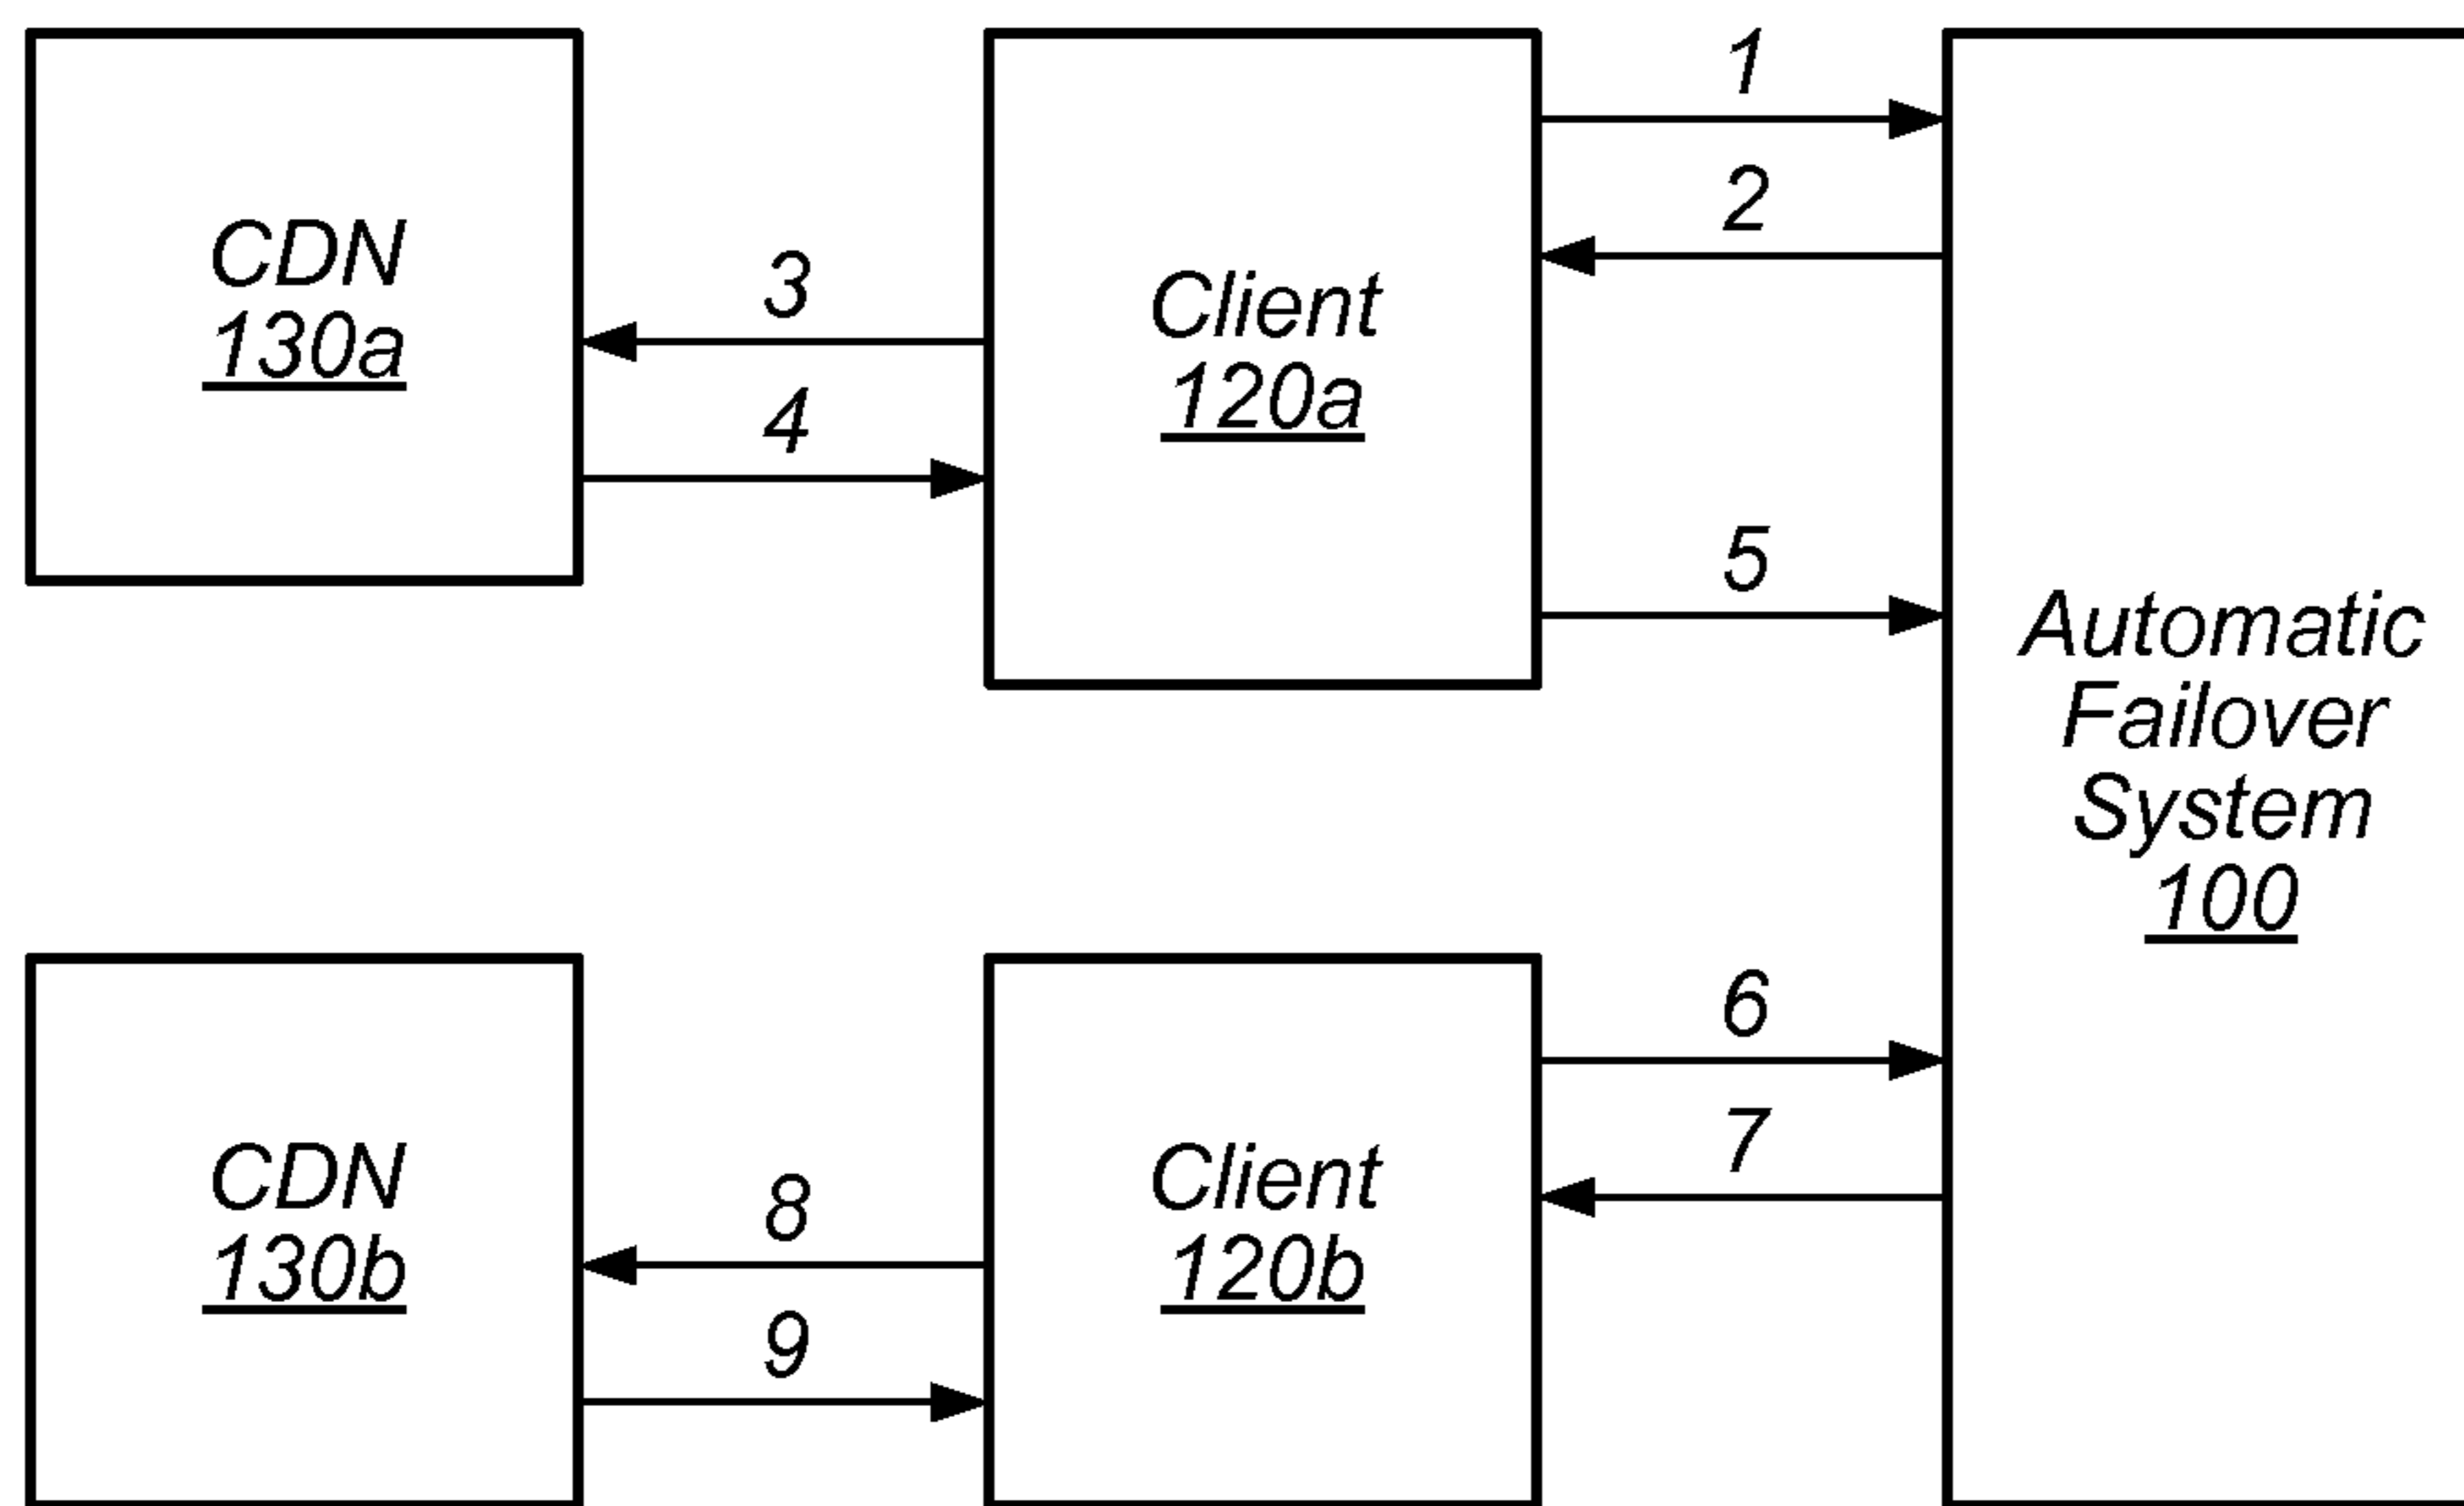 1
2
CDN
130a
3
4
Client
120a
5
Automatic
Failover
System
100
CDN
130b
8
9
Client
120b
6
7